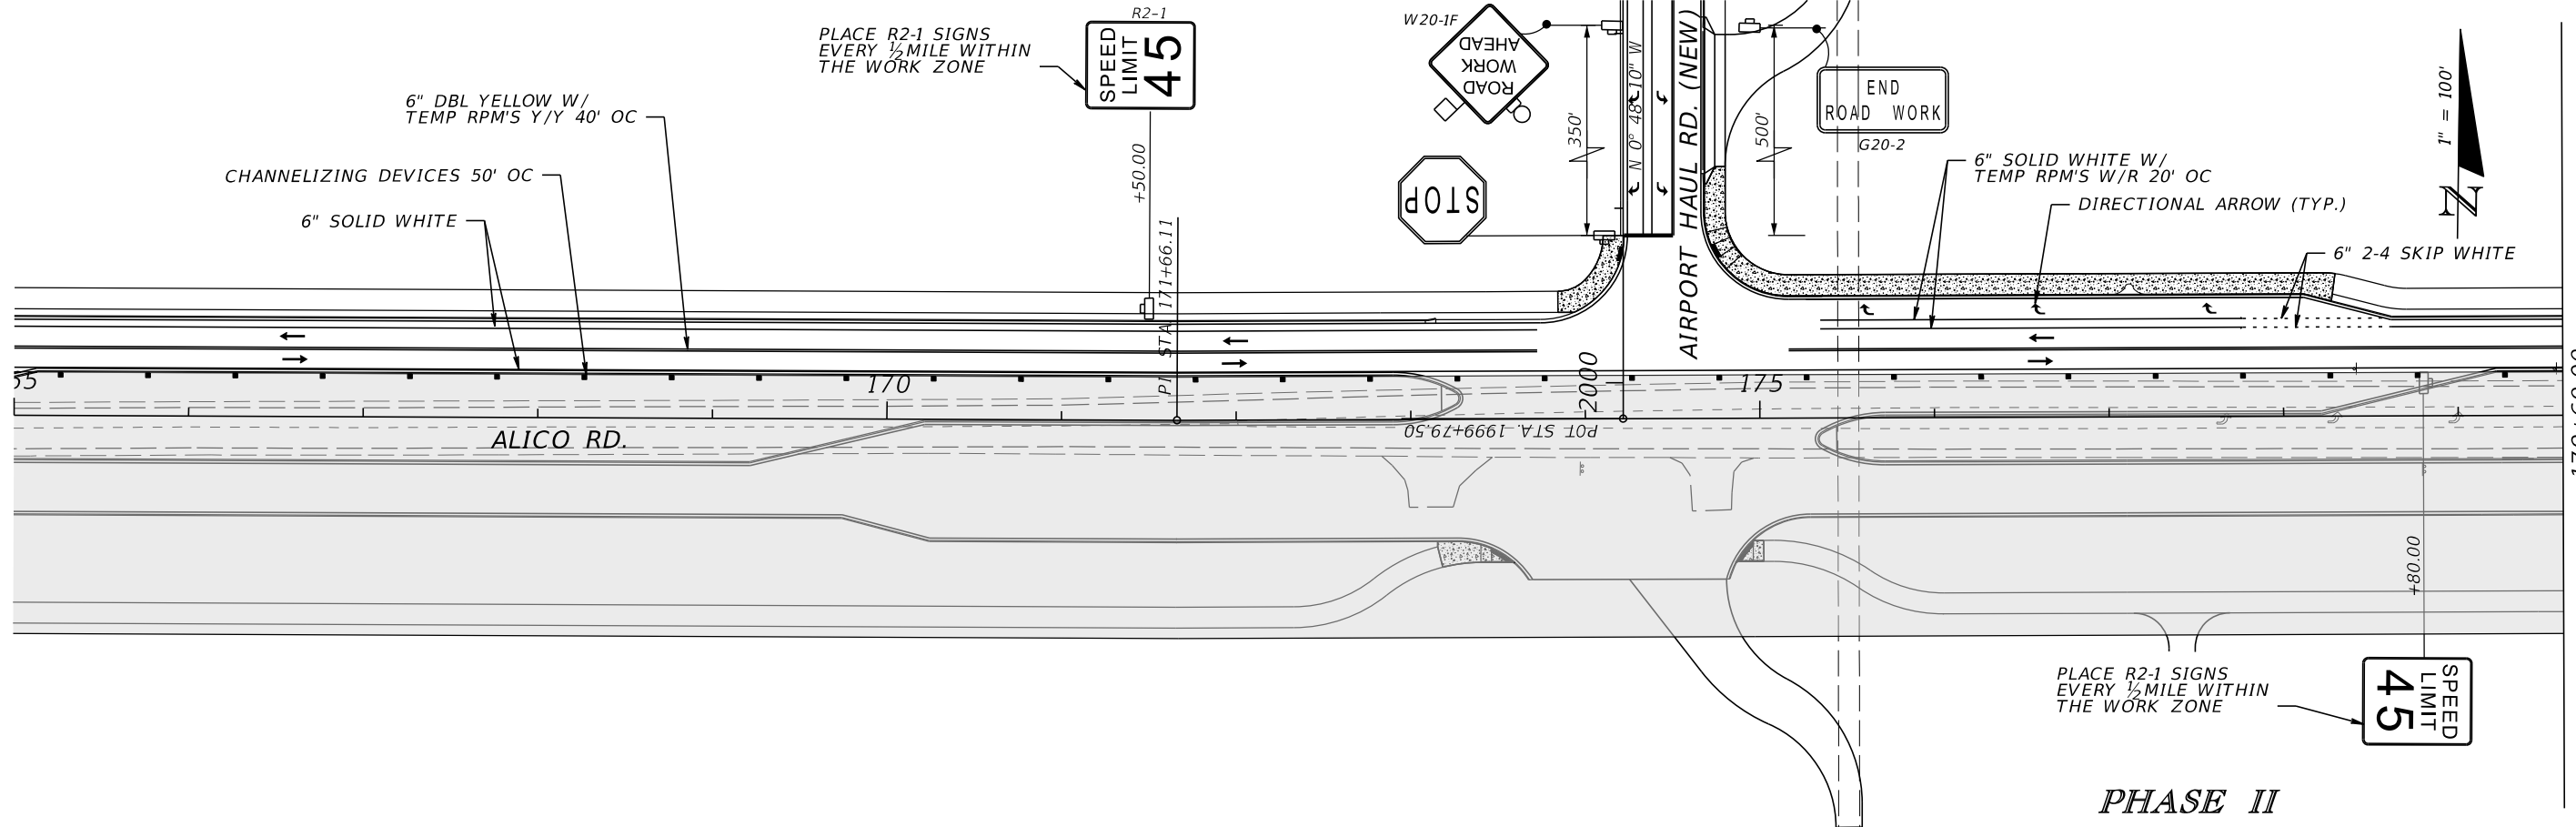 R2-1
PLACE R2-1 SIGNS
EVERY ½ MILE WITHIN
THE WORK ZONE
SPEED
LIMIT
45
+50.00
6" DBL YELLOW W/
TEMP RPM'S Y/Y 40' OC
CHANNELIZING DEVICES 50' OC
6" SOLID WHITE
W20-1F
ROAD
WORK
AHEAD
STOP
350'
N 0° 48' 10" W
AIRPORT HAUL RD. (NEW)
500'
END
ROAD WORK
G20-2
6" SOLID WHITE W/
TEMP RPM'S W/R 20' OC
DIRECTIONAL ARROW (TYP.)
6" 2-4 SKIP WHITE
1" = 100'
N
PI STA. 171+66.11
170
2000
175
POT STA. 1999+79.50
ALICO RD.
+80.00
PLACE R2-1 SIGNS
EVERY ½ MILE WITHIN
THE WORK ZONE
SPEED
LIMIT
45
PHASE II